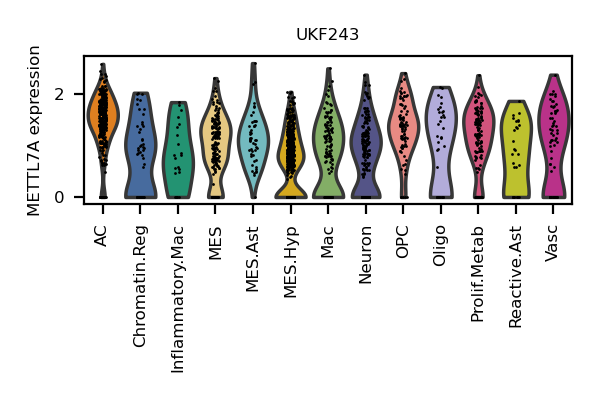 UKF243
METTL7A expression
2
0
AC
Chromatin.Reg
Inflammatory.Mac
MES
MES.Ast
MES.Hyp
Mac
Neuron
OPC
Oligo
Prolif.Metab
Reactive.Ast
Vasc